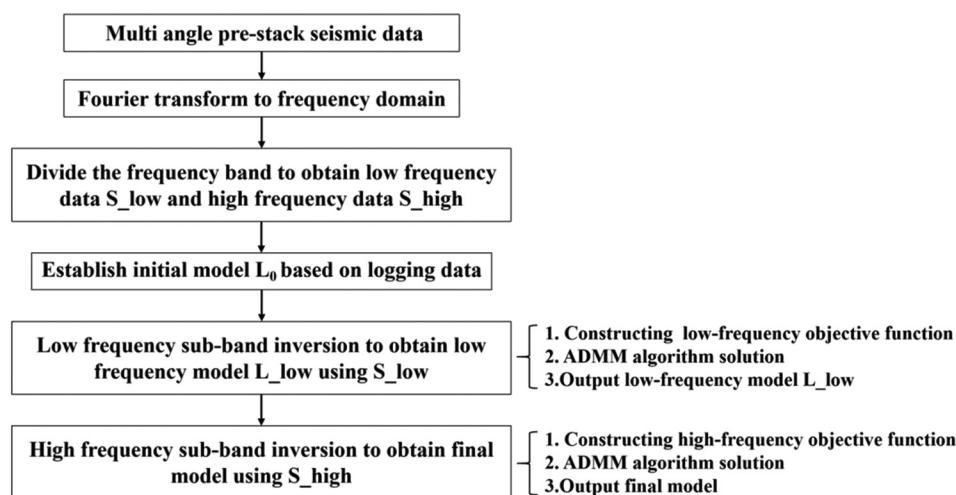 Multi angle pre-stack seismic data
Fourier transform to frequency domain
Divide the frequency band to obtain low frequency
data S_low and high frequency data S_high
Establish initial model L₀ based on logging data
Low frequency sub-band inversion to obtain low
frequency model L_low using S_low
1. Constructing low-frequency objective function
2. ADMM algorithm solution
3.Output low-frequency model L_low
High frequency sub-band inversion to obtain final
model using S_high
1. Constructing high-frequency objective function
2. ADMM algorithm solution
3.Output final model